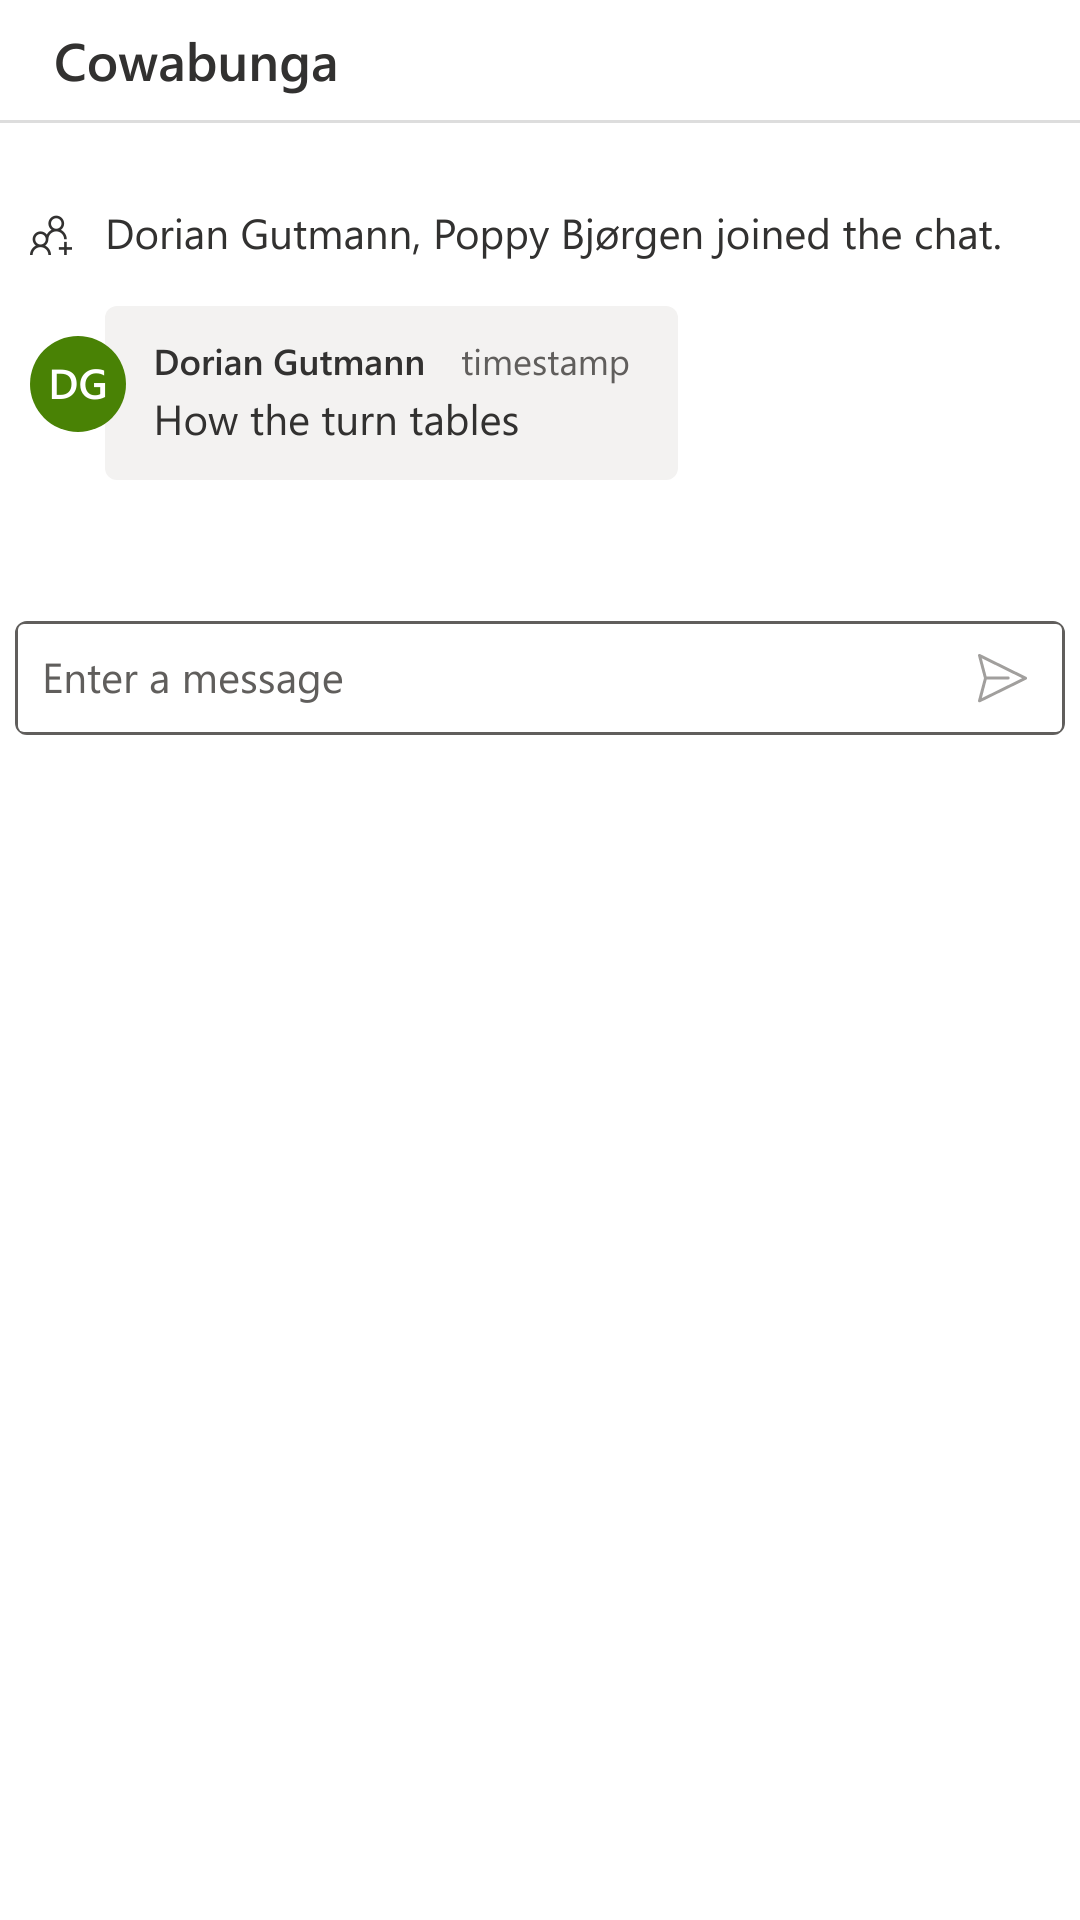 Cowabunga
Dorian Gutmann, Poppy Bjørgen joined the chat.
DG
Dorian Gutmann timestamp
How the turn tables
Enter a message